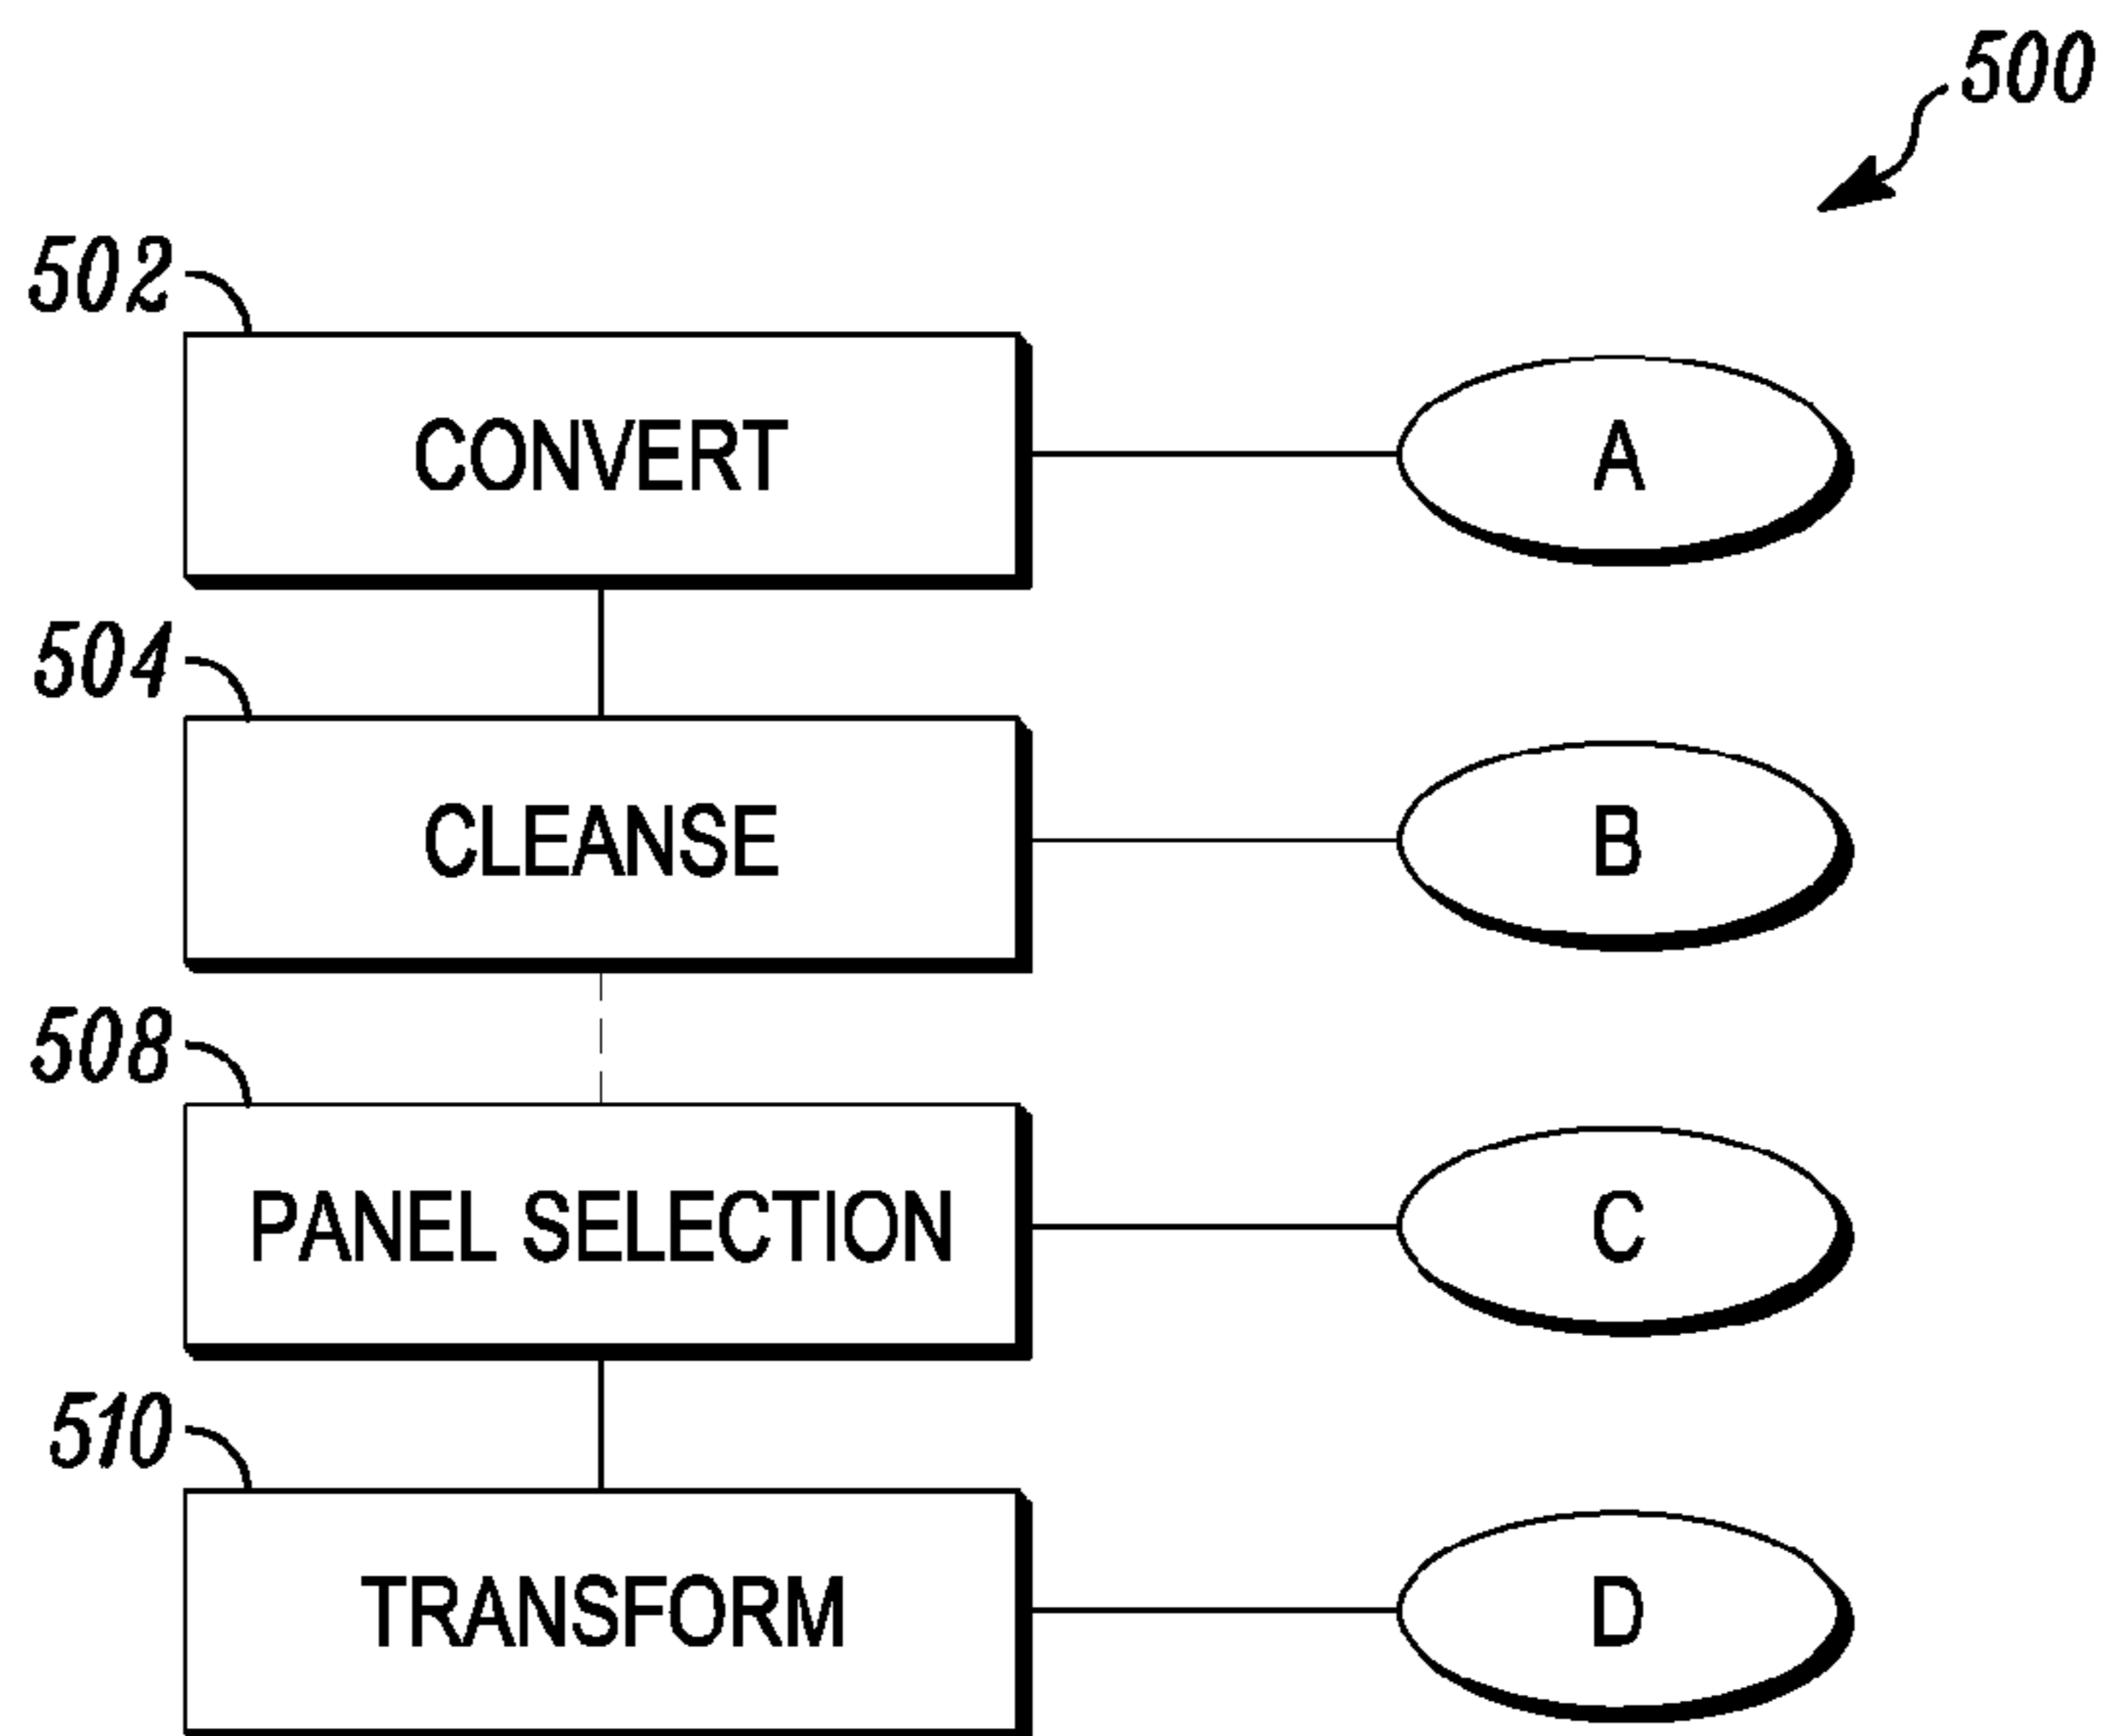 500
502
CONVERT
A
504
CLEANSE
B
508
PANEL SELECTION
C
510
TRANSFORM
D